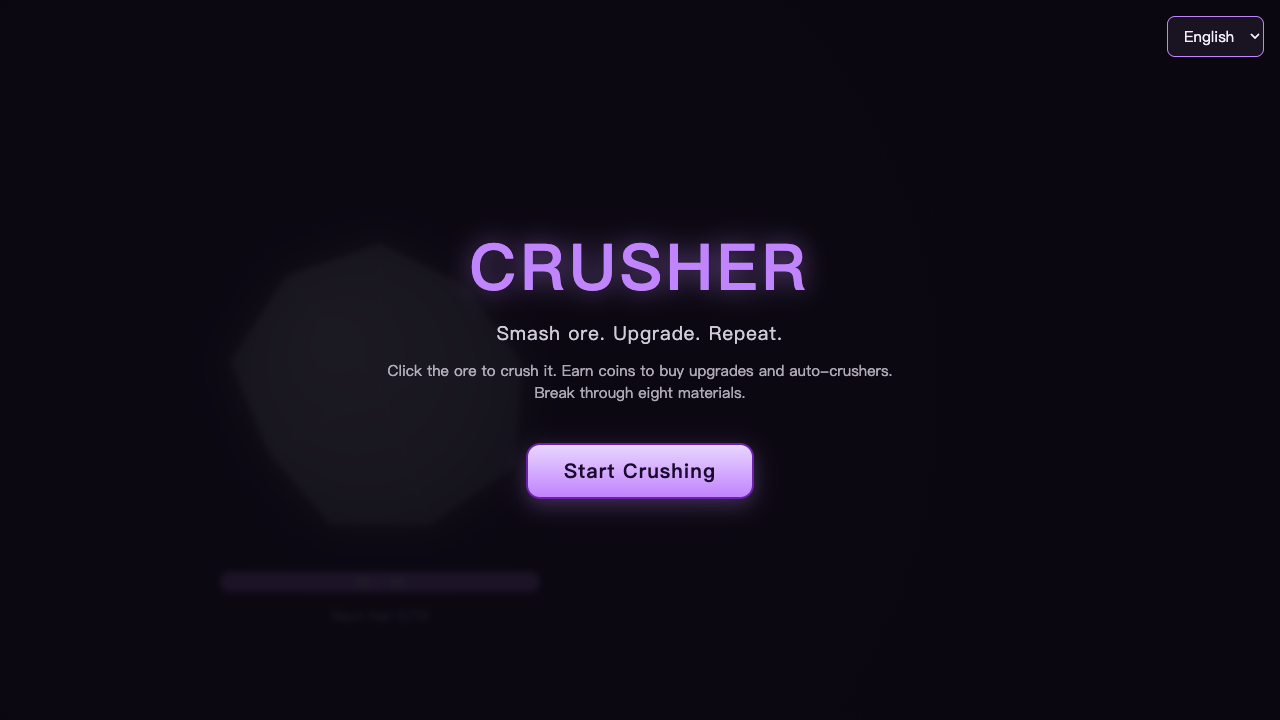 English
CRUSHER
Smash ore. Upgrade. Repeat.
Click the ore to crush it. Earn coins to buy upgrades and auto-crushers.
Break through eight materials.
Start Crushing